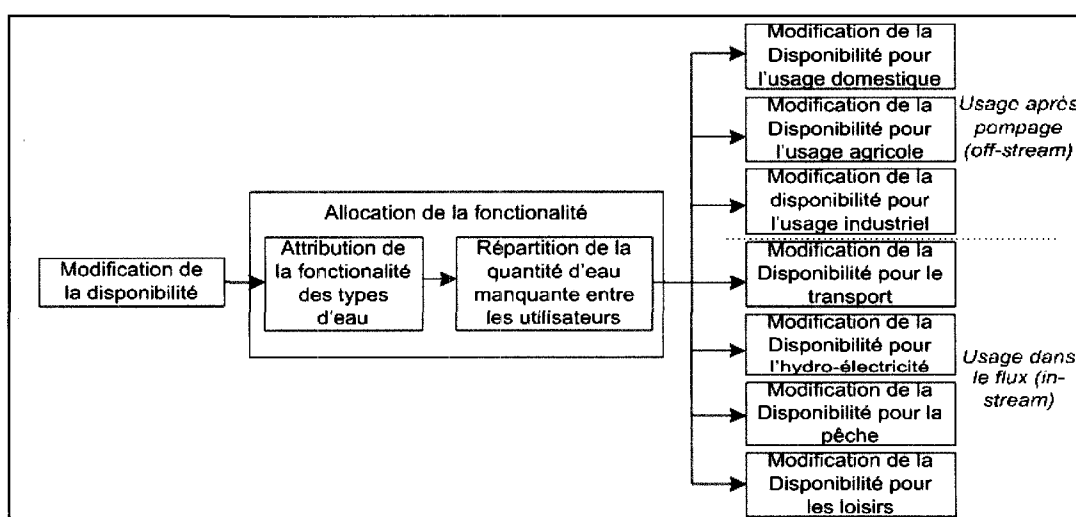 Modification de
la disponibilité
Allocation de la fonctionalité
Attribution de
la fonctionalité
des types
d'eau
Répartition de la
quantité d'eau
manquante entre
les utilisateurs
Modification de la
Disponibilité pour
l'usage domestique
Modification de la
Disponibilité pour
l'usage agricole
Modification de la
disponibilité pour
l'usage industriel
Usage après
pompage
(off-stream)
Modification de la
Disponibilité pour le
transport
Modification de la
Disponibilité pour
l'hydro-électricité
Modification de la
Disponibilité pour la
pêche
Modification de la
Disponibilité pour
les loisirs
Usage dans
le flux (in-
stream)